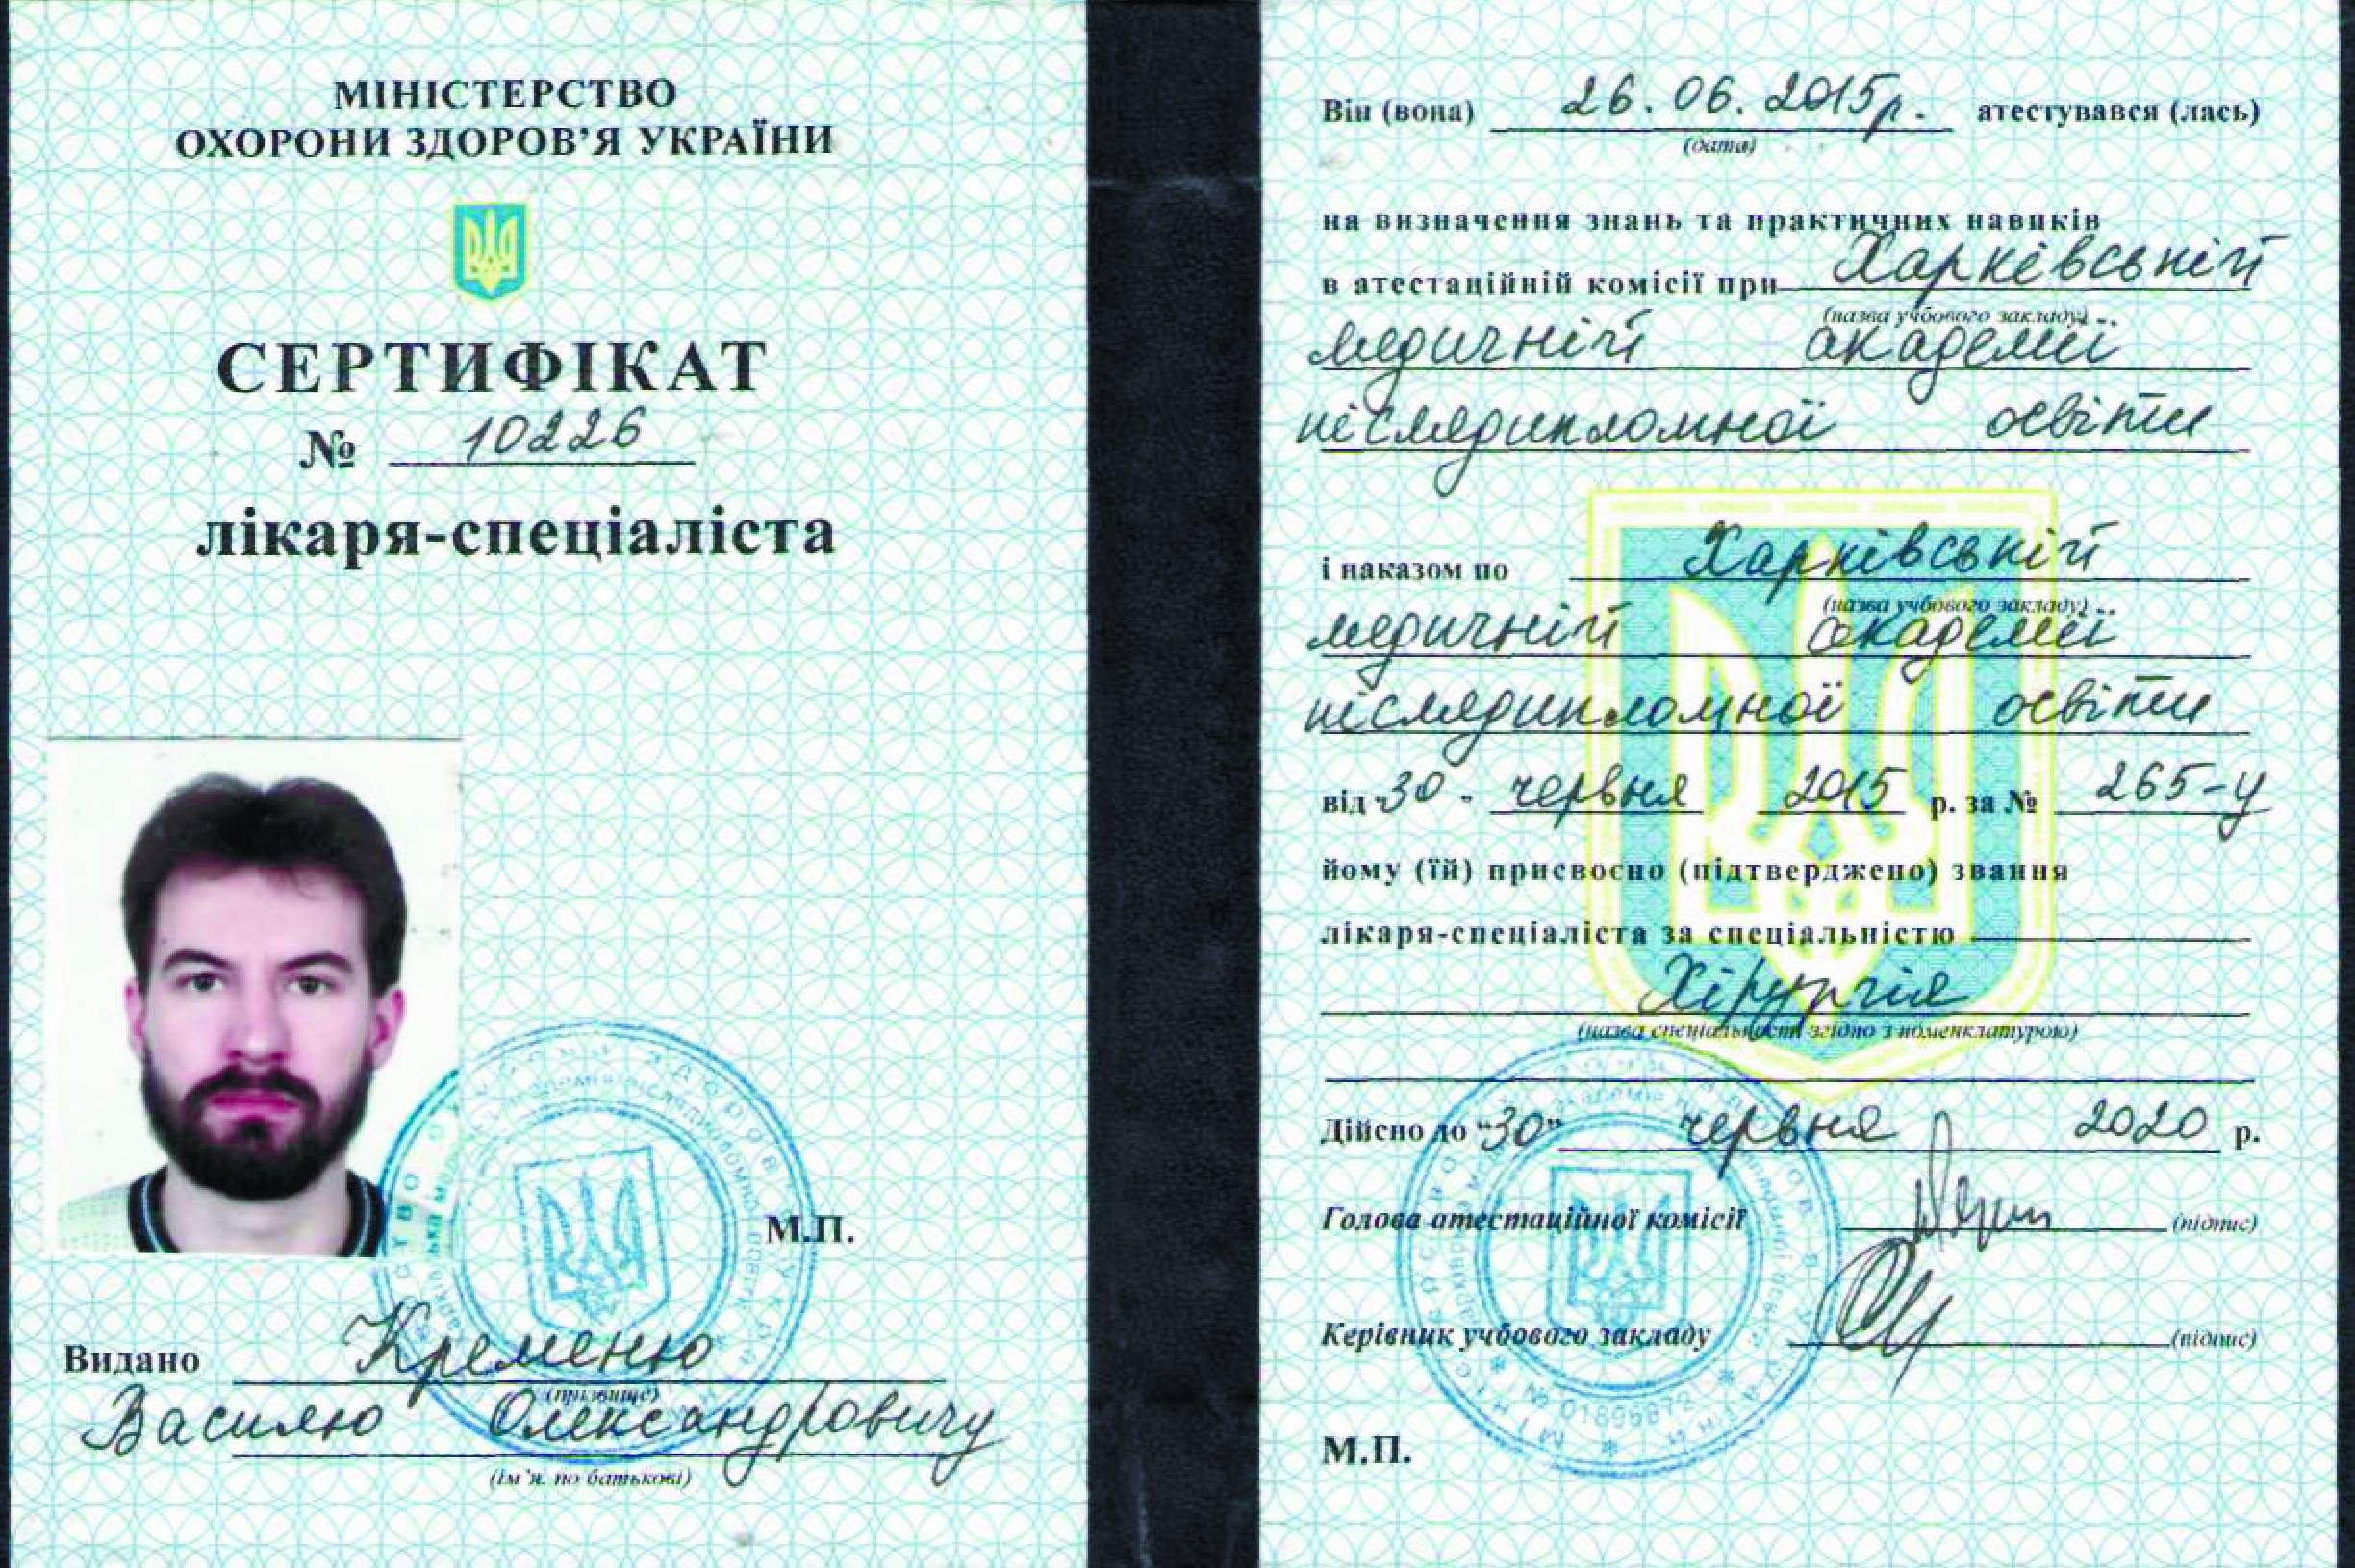 МІНІСТЕРСТВО
ОХОРОНИ ЗДОРОВ’Я УКРАЇНИ
СЕРТИФІКАТ
№ 10226
лікаря-спеціаліста
М.П.
Видано Кременю
(прізвище)
Василю Олександровичу
(ім’я, по батькові)
Він (вона) 26.06.2015р. атестувався (лась)
(дата)
на визначення знань та практичних навиків
в атестаційній комісії при Харківській
(назва учбового закладу)
медичній академії
післядипломної освіти
і наказом по Харківській
(назва учбового закладу)
медичній академії
післядипломної освіти
від "30" червня 2015 р. за № 265-у
йому (їй) присвоєно (підтверджено) звання
лікаря-спеціаліста за спеціальністю
Хірургія
(назва спеціальності згідно з номенклатурою)
Дійсно до “30” червня 2020 р.
Голова атестаційної комісії (підпис)
Керівник учбового закладу (підпис)
М.П.